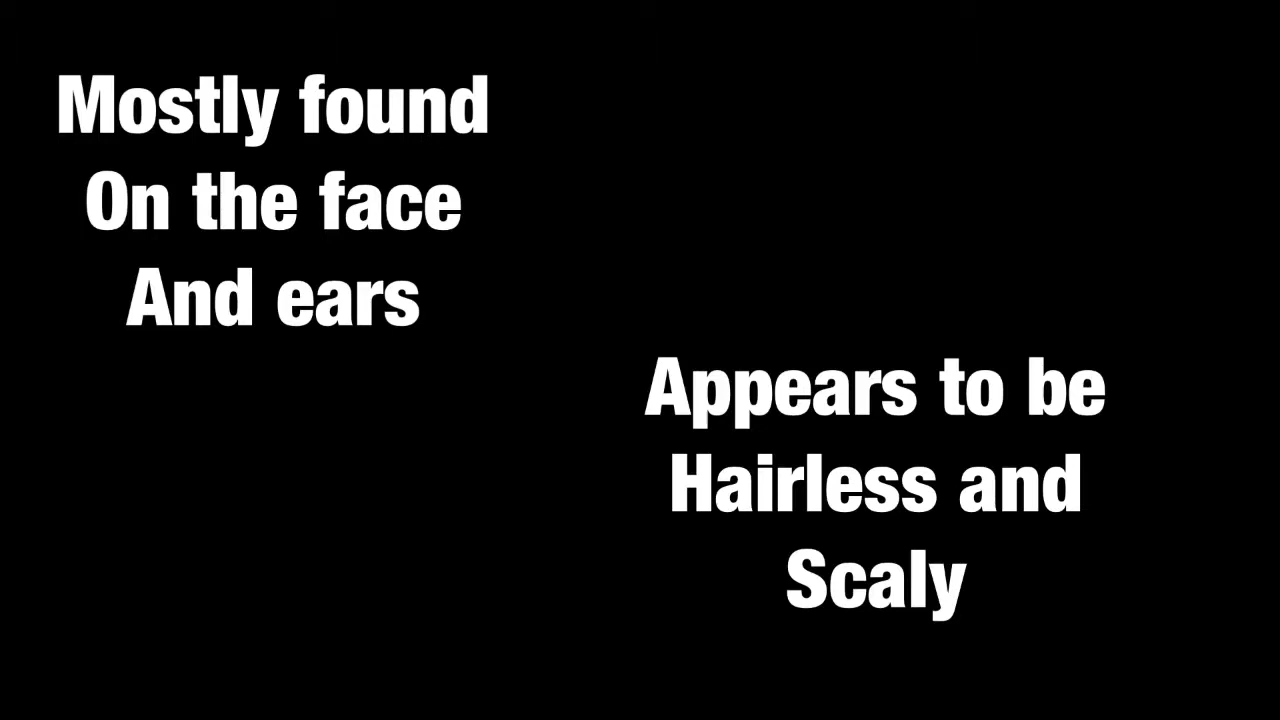 Mostly found
On the face
And ears
Appears to be
Hairless and
Scaly